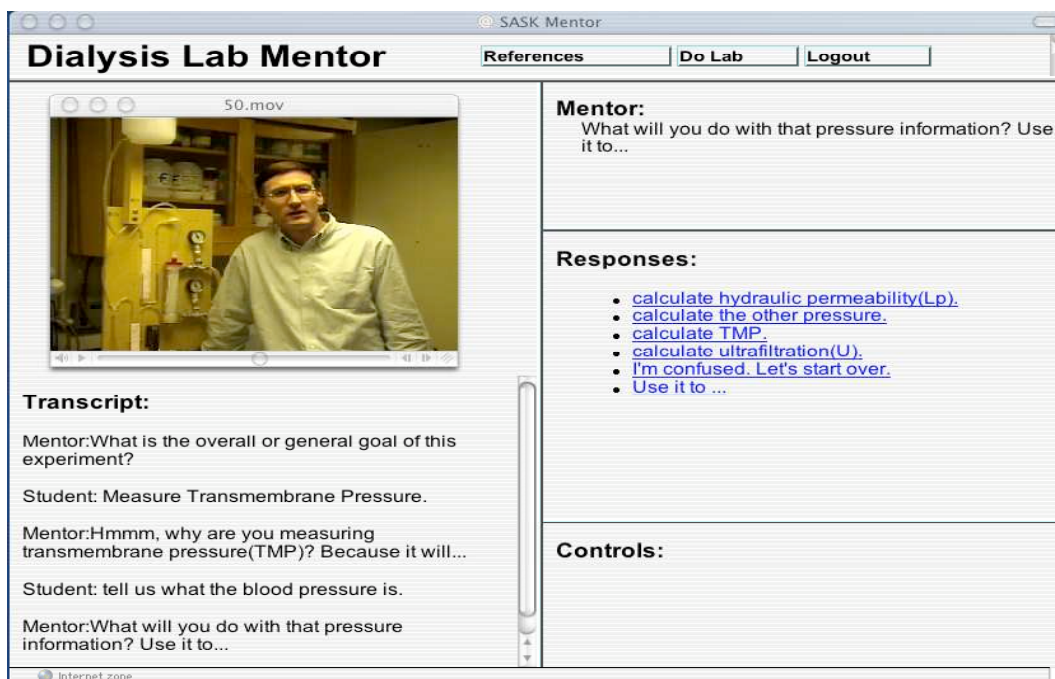 SASK Mentor
Dialysis Lab Mentor
References
Do Lab
Logout
50.mov
Transcript:
Mentor:What is the overall or general goal of this
experiment?
Student: Measure Transmembrane Pressure.
Mentor:Hmmm, why are you measuring
transmembrane pressure(TMP)? Because it will...
Student: tell us what the blood pressure is.
Mentor:What will you do with that pressure
information? Use it to...
Mentor:
What will you do with that pressure information? Use
it to...
Responses:
calculate hydraulic permeability(Lp).
calculate the other pressure.
calculate TMP.
calculate ultrafiltration(U).
I'm confused. Let's start over.
Use it to ...
Controls:
Internet zone